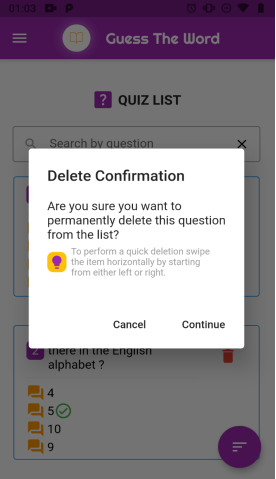 01:03
Guess The Word
? QUIZ LIST
Search by question
Delete Confirmation
Are you sure you want to
permanently delete this question
from the list?
To perform a quick deletion swipe
the item horizontally by starting
from either left or right.
Cancel
Continue
2
there in the English
alphabet ?
4
5
10
9